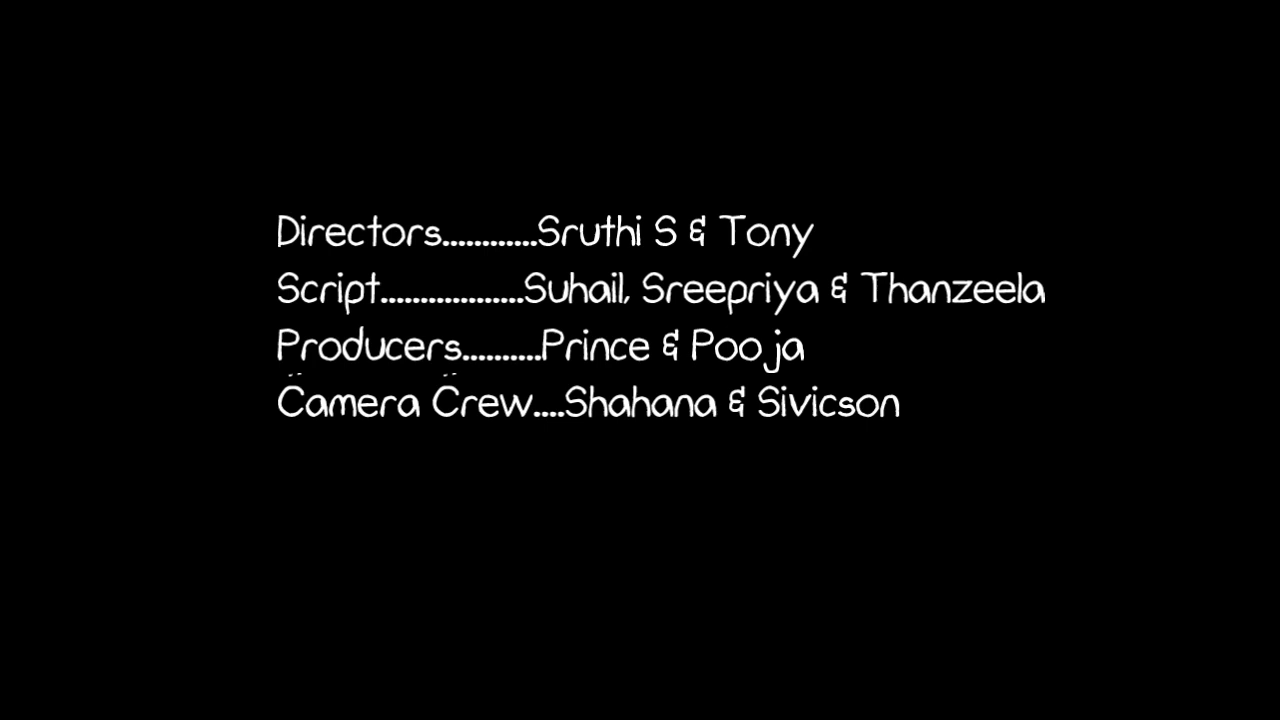 Directors............Sruthi S & Tony
Script..................Suhail, Sreepriya & Thanzeela
Producers..........Prince & Pooja
Camera Crew....Shahana & Sivicson